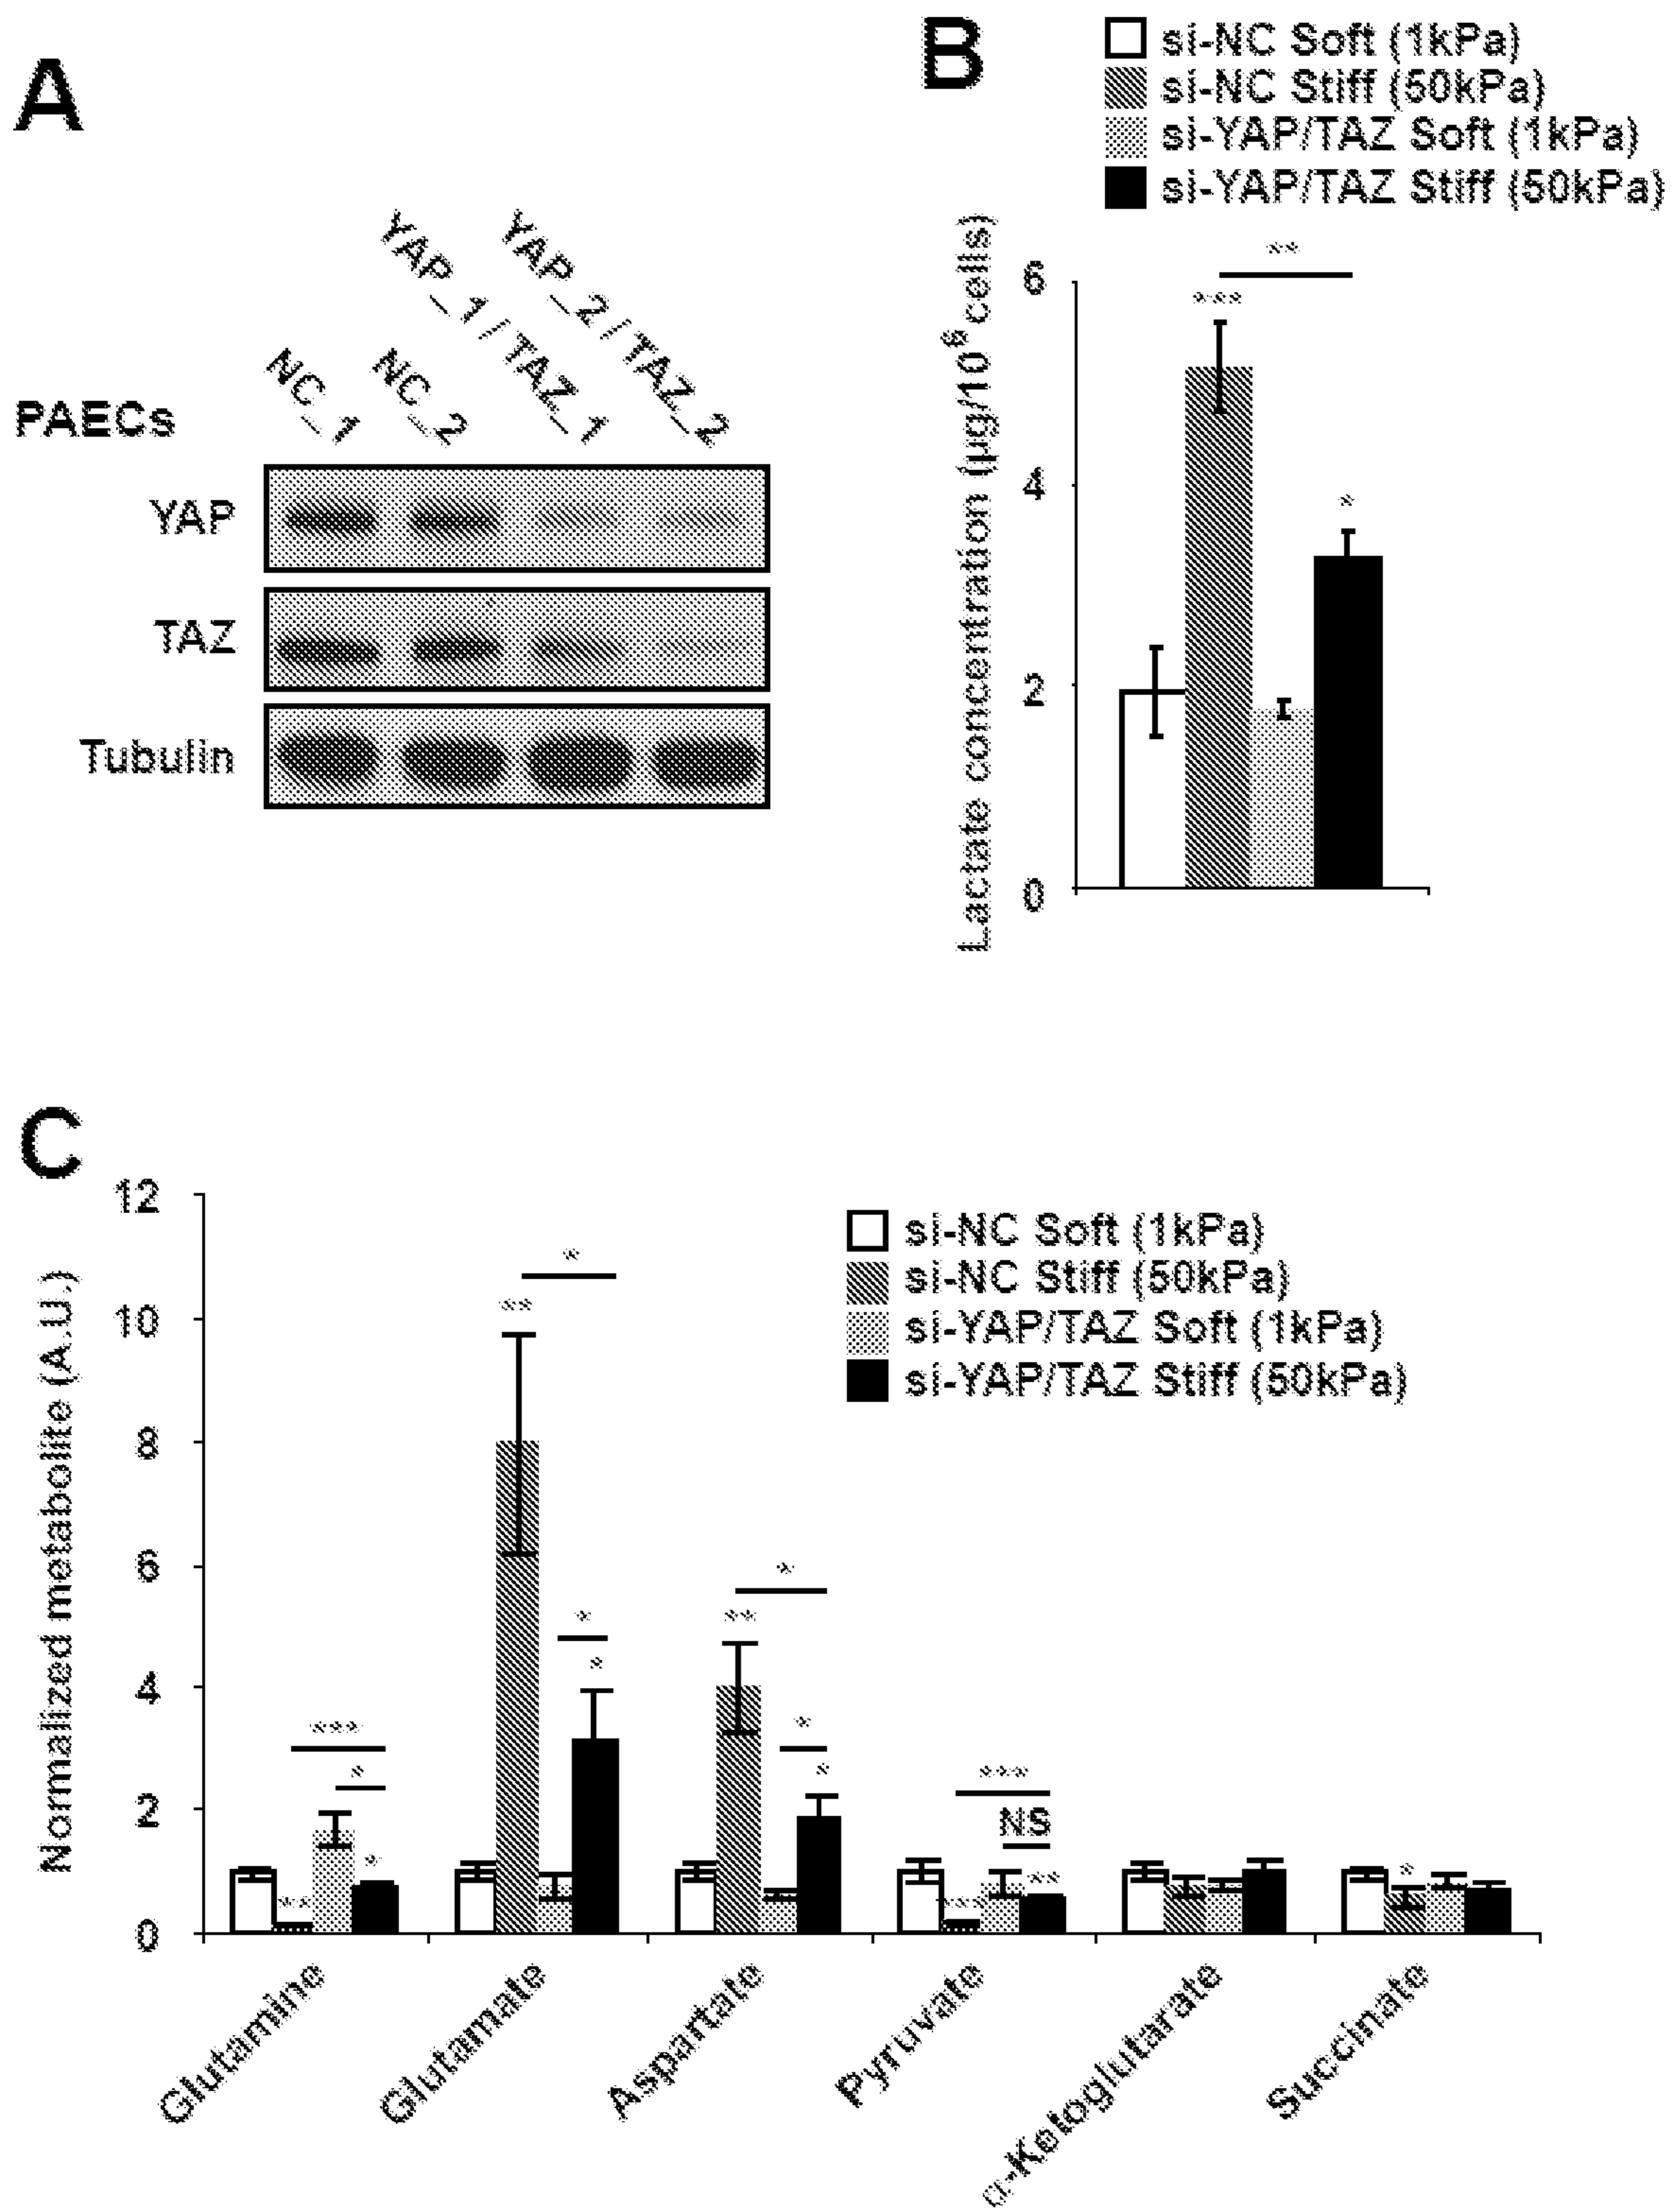 A
PAECs
NC_1
NC_2
YAP_1 / TAZ_1
YAP_2 / TAZ_2
YAP
TAZ
Tubulin
B
si-NC Soft (1kPa)
si-NC Stiff (50kPa)
si-YAP/TAZ Soft (1kPa)
si-YAP/TAZ Stiff (50kPa)
Lactate concentration (µg/10⁶ cells)
6
4
2
0
**
***
*
C
Normalized metabolite (A.U.)
12
10
8
6
4
2
0
si-NC Soft (1kPa)
si-NC Stiff (50kPa)
si-YAP/TAZ Soft (1kPa)
si-YAP/TAZ Stiff (50kPa)
***
*
**
*
*
**
*
*
*
**
*
*
***
NS
***
**
*
Glutamine
Glutamate
Aspartate
Pyruvate
α-Ketoglutarate
Succinate